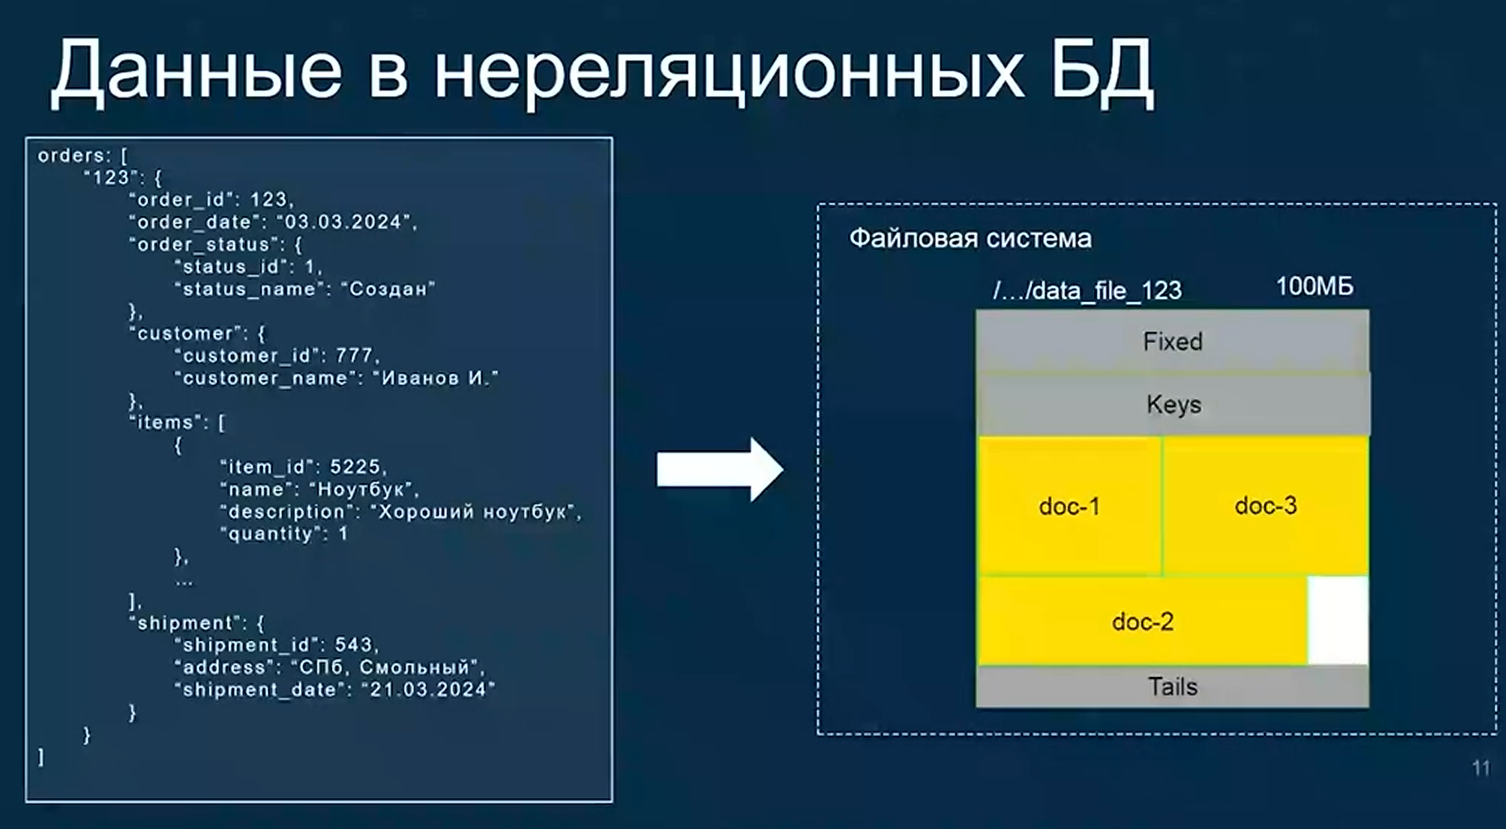 Данные в нереляционных БД
orders: [
“123”: {
“order_id”: 123,
“order_date”: “03.03.2024”,
“order_status”: {
“status_id”: 1,
“status_name”: “Создан”
},
“customer”: {
“customer_id”: 777,
“customer_name”: “Иванов И.”
},
“items”: [
{
“item_id”: 5225,
“name”: “Ноутбук”,
“description”: “Хороший ноутбук”,
“quantity”: 1
},
...
],
“shipment”: {
“shipment_id”: 543,
“address”: “СПб, Смольный”,
“shipment_date”: “21.03.2024”
}
}
]
Файловая система
/.../data_file_123 100МБ
Fixed
Keys
doc-1 doc-3
doc-2
Tails
11